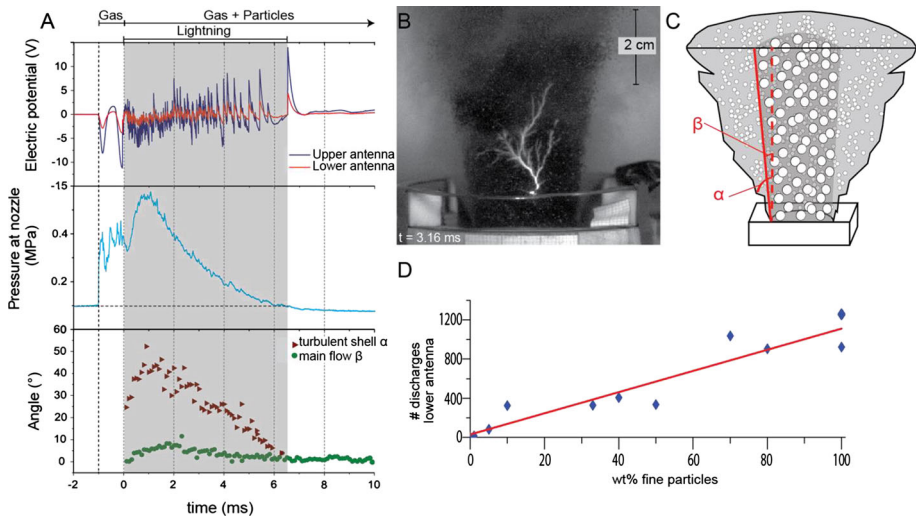 A
Gas
Gas + Particles
Lightning
Electric potential (V)
10
5
0
-5
-10
-15
Upper antenna
Lower antenna
Pressure at nozzle
(MPa)
0.4
0.2
Angle (°)
60
50
40
30
20
10
0
turbulent shell α
main flow β
-2
0
2
4
6
8
10
time (ms)
B
2 cm
t = 3.16 ms
C
β
α
D
# discharges
lower antenna
1200
800
400
0
0
20
40
60
80
100
wt% fine particles